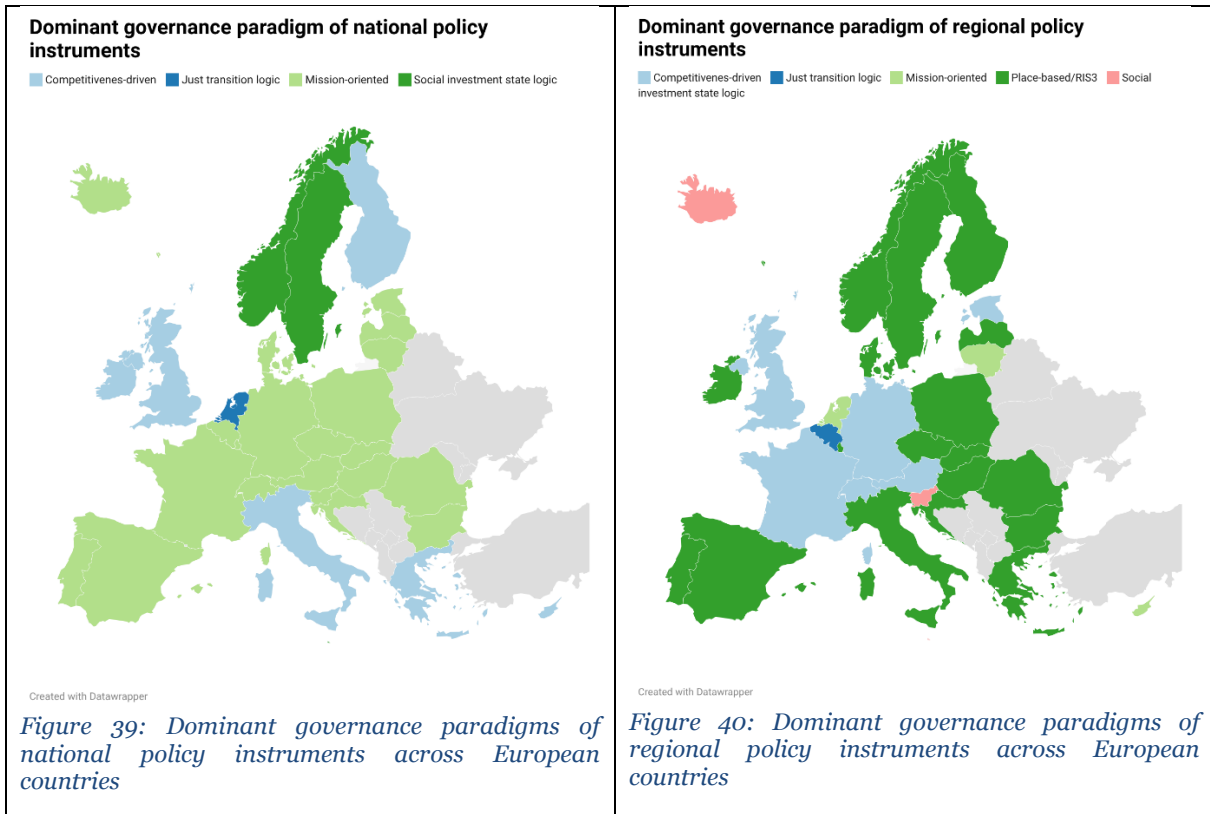 Dominant governance paradigm of national policy
instruments
Competitivenes-driven Just transition logic Mission-oriented Social investment state logic
Created with Datawrapper
Figure 39: Dominant governance paradigms of
national policy instruments across European
countries
Dominant governance paradigm of regional policy
instruments
Competitivenes-driven Just transition logic Mission-oriented Place-based/RIS3 Social
investment state logic
Created with Datawrapper
Figure 40: Dominant governance paradigms of
regional policy instruments across European
countries